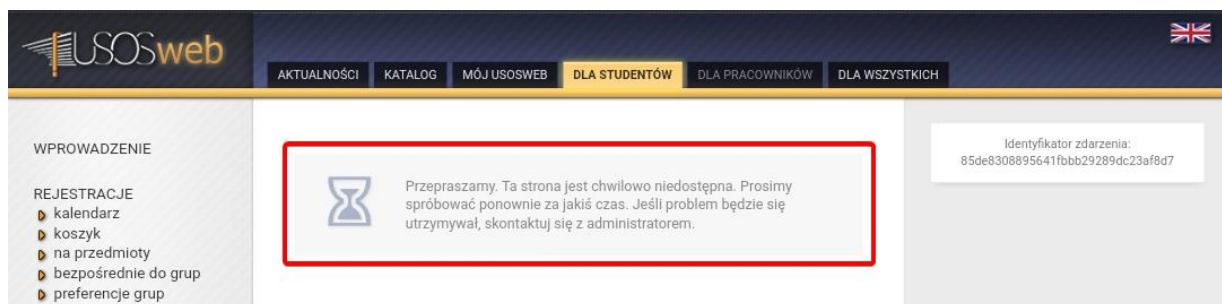 USOSweb
AKTUALNOŚCI KATALOG MÓJ USOSWEB DLA STUDENTÓW DLA PRACOWNIKÓW DLA WSZYSTKICH
WPROWADZENIE
REJESTRACJE
kalendarz
koszyk
na przedmioty
bezpośrednie do grup
preferencje grup
Przepraszamy. Ta strona jest chwilowo niedostępna. Prosimy
spróbować ponownie za jakiś czas. Jeśli problem będzie się
utrzymywał, skontaktuj się z administratorem.
Identyfikator zdarzenia:
85de8308895641fbbb29289dc23af8d7